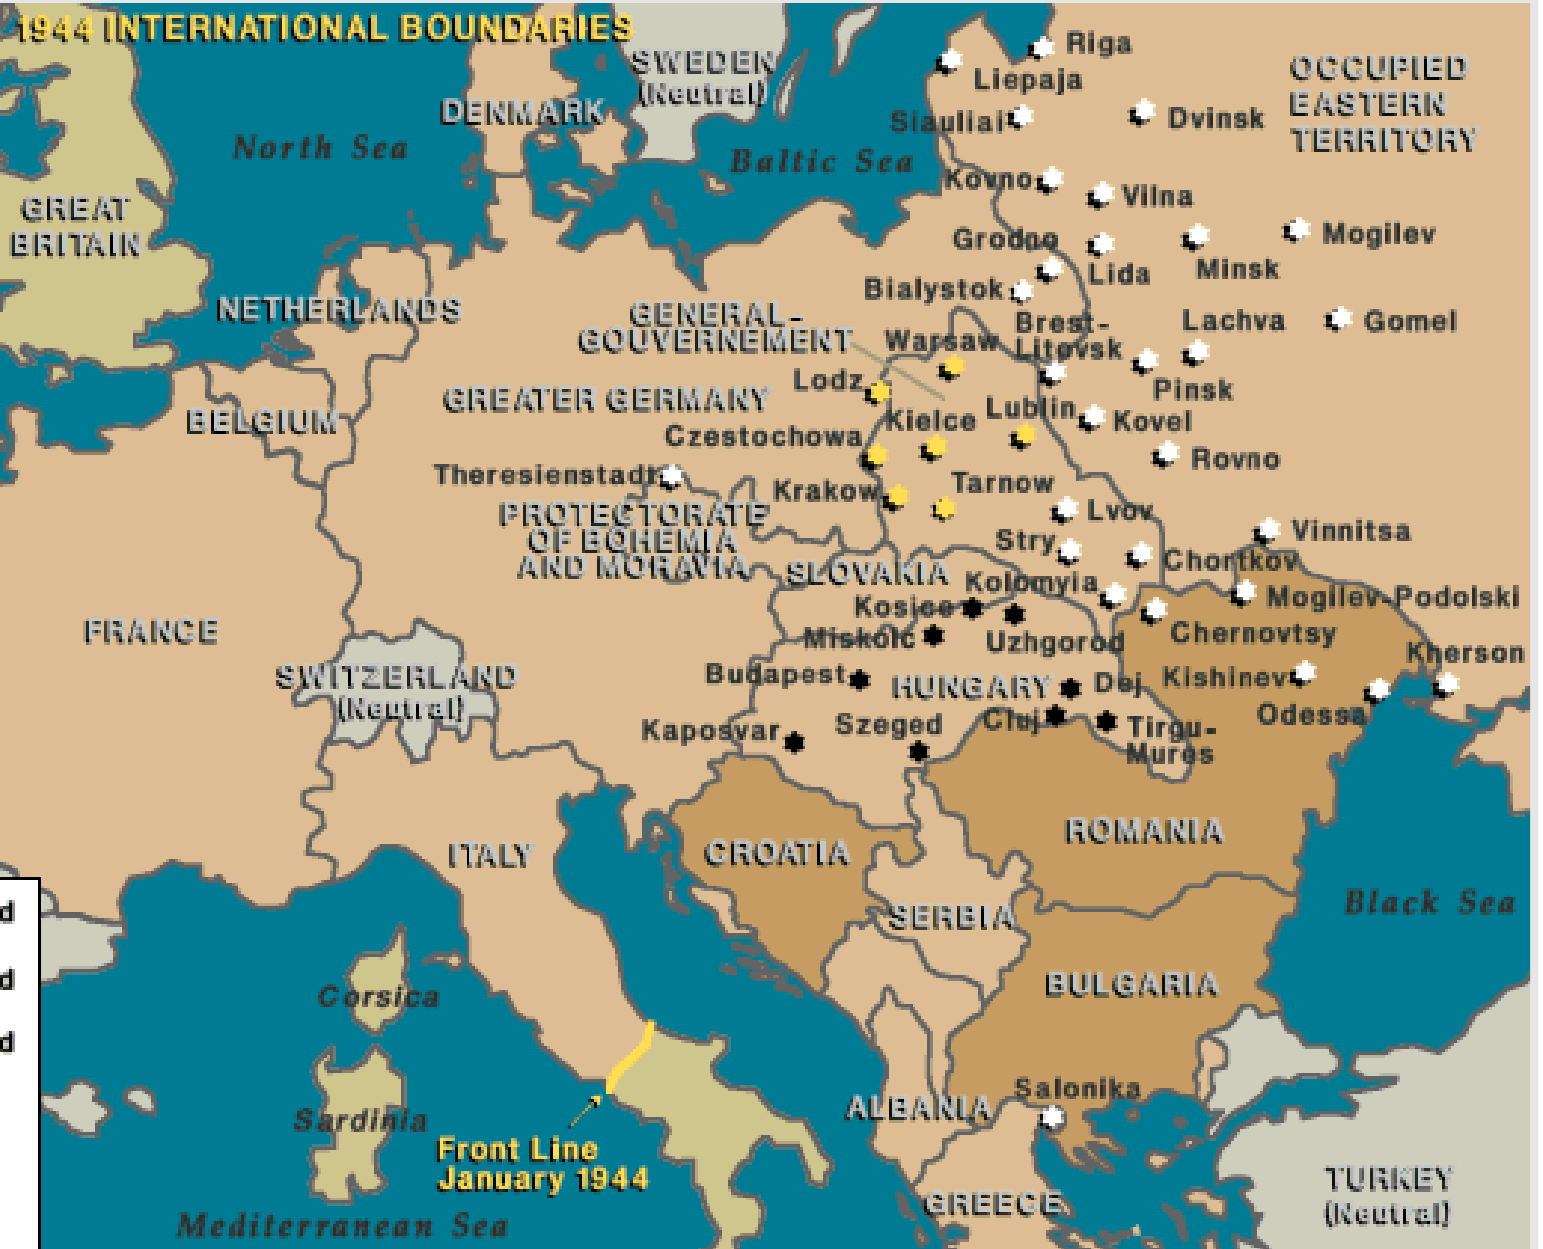 1944 INTERNATIONAL BOUNDARIES
Riga
SWEDEN
(Neutral)
Liepaja
OCCUPIED
EASTERN
TERRITORY
DENMARK
Siauliai
Dvinsk
North Sea
Baltic Sea
Kovno
Vilna
GREAT
BRITAIN
Grodno
Lida
Minsk
Mogilev
Bialystok
NETHERLANDS
GENERAL-
GOUVERNEMENT
Warsaw
Brest-
Litovsk
Lachva
Gomel
Lodz
Pinsk
GREATER GERMANY
BELGIUM
Kielce
Lublin
Kovel
Czestochowa
Rovno
Theresienstadt
Krakow
Tarnow
Lvov
PROTECTORATE
OF BOHEMIA
AND MORAVIA
Stry
Vinnitsa
Chortkov
SLOVAKIA
Kolomyia
Mogilev-Podolski
Kosice
FRANCE
Miskolc
Uzhgorod
Chernovtsy
Kherson
SWITZERLAND
(Neutral)
Budapest
HUNGARY
Dej
Kishinev
Odessa
Kaposvar
Szeged
Cluj
Tirgu-
Mures
ROMANIA
ITALY
CROATIA
Black Sea
d
SERBIA
d
BULGARIA
Corsica
d
Salonika
Sardinia
ALBANIA
Front Line
January 1944
TURKEY
(Neutral)
GREECE
Mediterranean Sea